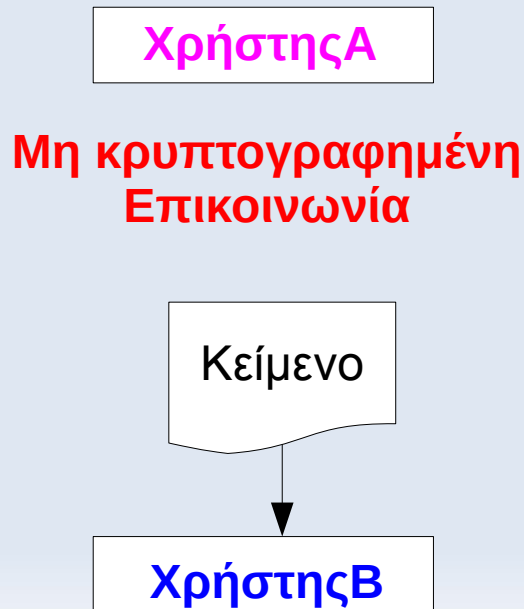 ΧρήστηςΑ
Μη κρυπτογραφημένη
Επικοινωνία
Κείμενο
ΧρήστηςΒ